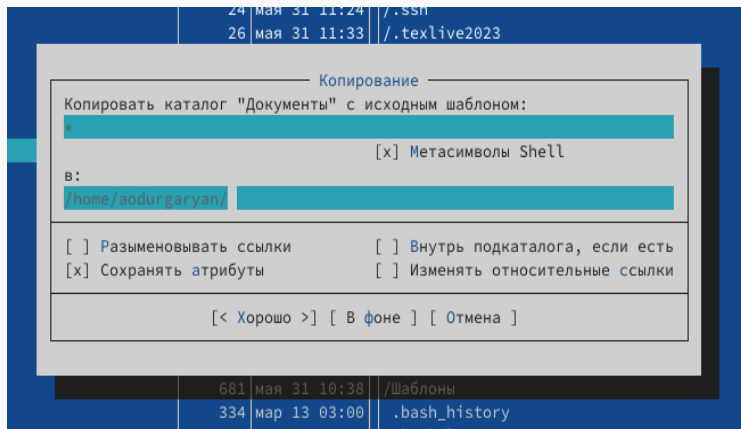 24 мая 31 11:24 /.ssh
26 мая 31 11:33 /.texlive2023
Копирование
Копировать каталог "Документы" с исходным шаблоном:
*
[x] Метасимволы Shell
в:
/home/aodurgaryan/
[ ] Разыменовывать ссылки [ ] Внутрь подкаталога, если есть
[x] Сохранять атрибуты [ ] Изменять относительные ссылки
[< Хорошо >] [ В фоне ] [ Отмена ]
681 мая 31 10:38 /Шаблоны
334 мар 13 03:00 .bash_history